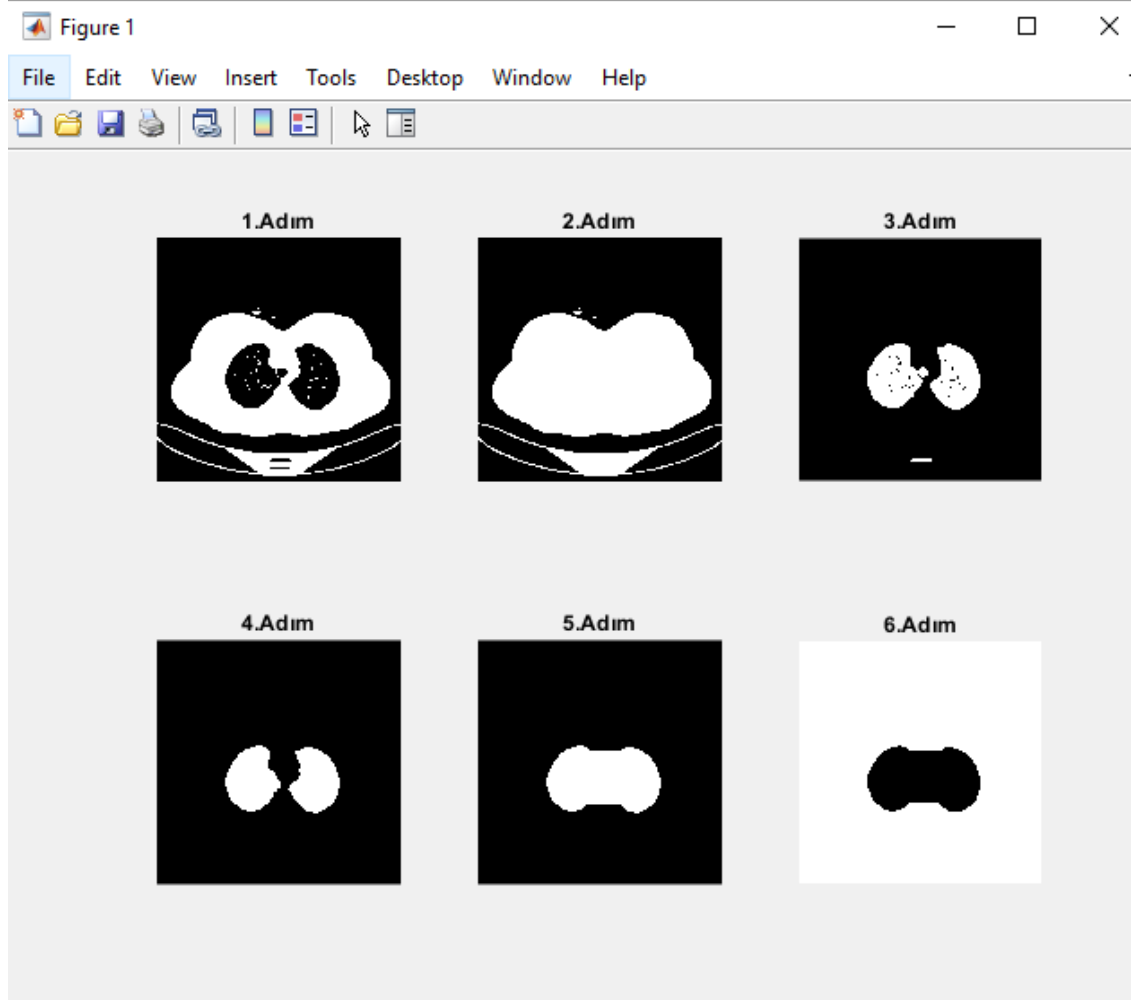 Figure 1
File Edit View Insert Tools Desktop Window Help
1.Adım 2.Adım 3.Adım
4.Adım 5.Adım 6.Adım